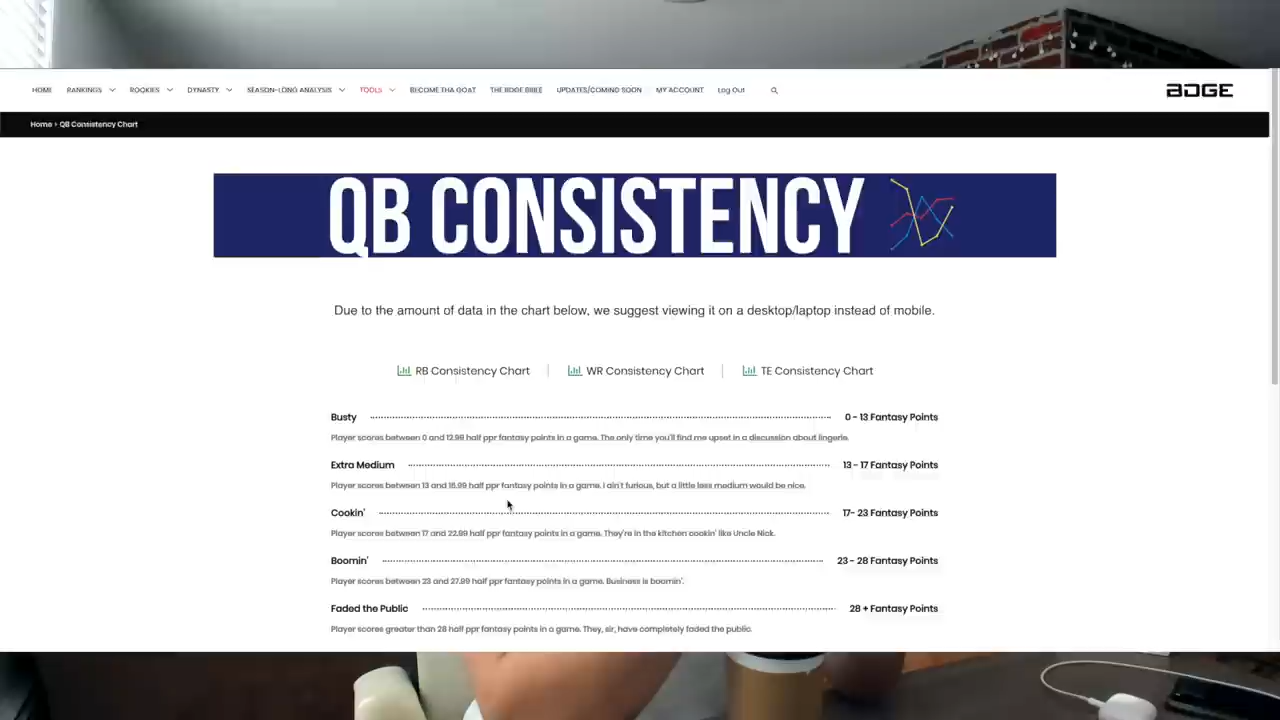 HOME RANKINGS ROOKIES DYNASTY SEASON-LONG ANALYSIS TOOLS BECOME THA GOAT THE BDGE BIBLE UPDATES/COMING SOON MY ACCOUNT Log Out BDGE
Home > QB Consistency Chart
QB CONSISTENCY
Due to the amount of data in the chart below, we suggest viewing it on a desktop/laptop instead of mobile.
RB Consistency Chart WR Consistency Chart TE Consistency Chart
Busty 0 - 13 Fantasy Points
Player scores between 0 and 12.99 half ppr fantasy points in a game. The only time you'll find me upset in a discussion about lingerie.
Extra Medium 13 - 17 Fantasy Points
Player scores between 13 and 16.99 half ppr fantasy points in a game. I ain't furious, but a little less medium would be nice.
Cookin' 17- 23 Fantasy Points
Player scores between 17 and 22.99 half ppr fantasy points in a game. They're in the kitchen cookin' like Uncle Nick.
Boomin' 23 - 28 Fantasy Points
Player scores between 23 and 27.99 half ppr fantasy points in a game. Business is boomin'.
Faded the Public 28 + Fantasy Points
Player scores greater than 28 half ppr fantasy points in a game. They, sir, have completely faded the public.